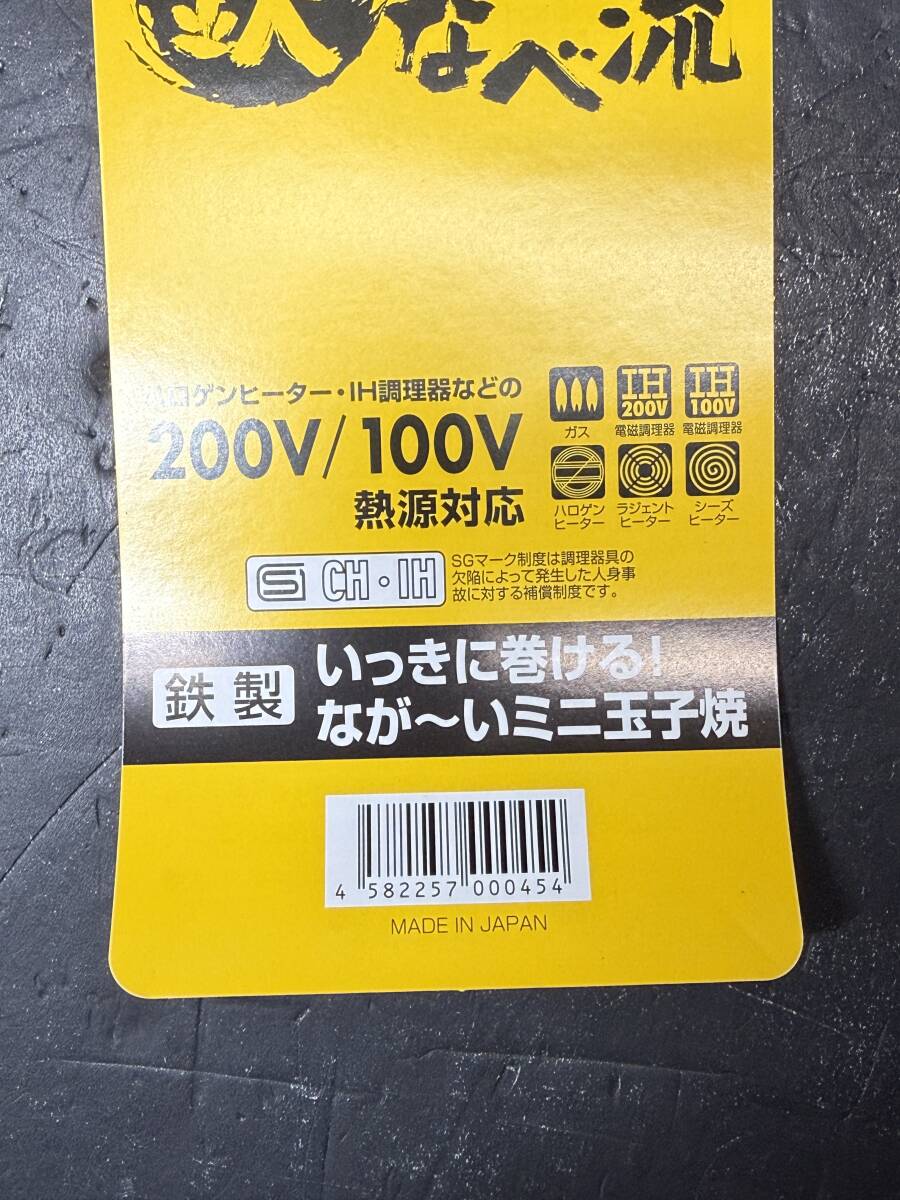 なべ流
ハロゲンヒーター・IH調理器などの
200V/100V
熱源対応
ガス
IH
200V
電磁調理器
IH
100V
電磁調理器
ハロゲン
ヒーター
ラジェント
ヒーター
シーズ
ヒーター
SG CH・IH
SGマーク制度は調理器具の
欠陥によって発生した人身事
故に対する補償制度です。
鉄製
いっきに巻ける!
なが〜いミニ玉子焼
4 582257 000454
MADE IN JAPAN